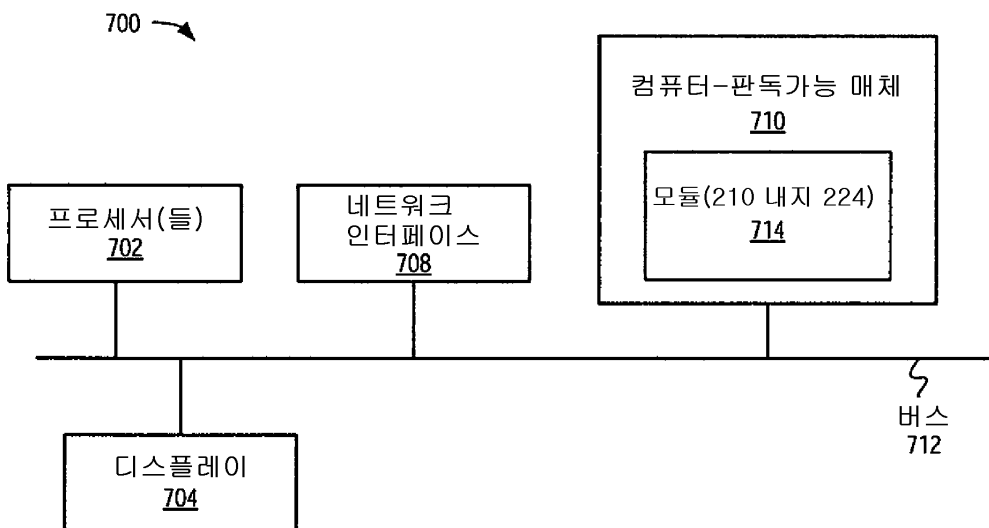 700
컴퓨터-판독가능 매체
710
모듈(210 내지 224)
714
프로세서(들)
702
네트워크
인터페이스
708
버스
712
디스플레이
704